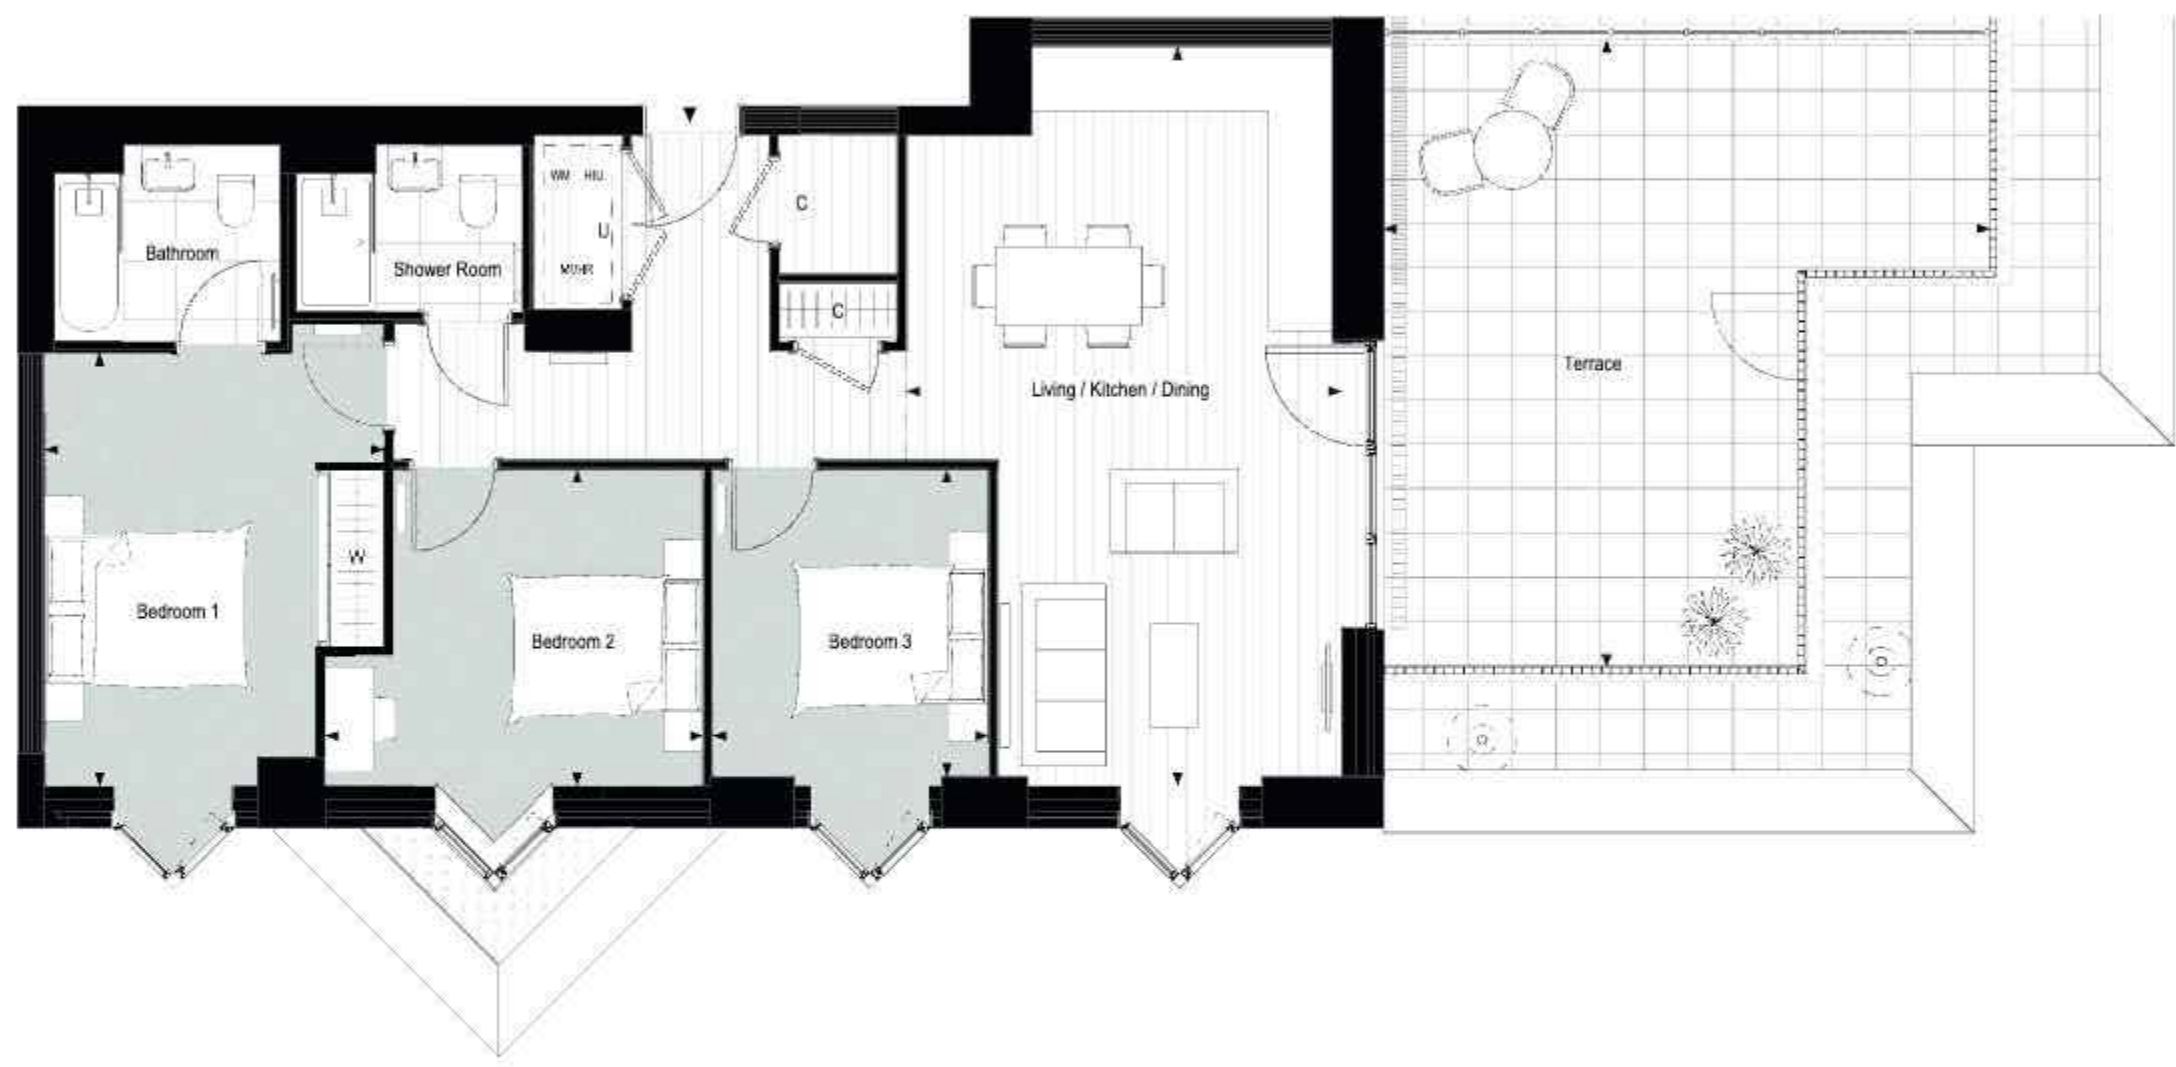 WM HIU
C
U
Bathroom
Shower Room
MVHR
C
Terrace
Living / Kitchen / Dining
W
Bedroom 1
Bedroom 2
Bedroom 3